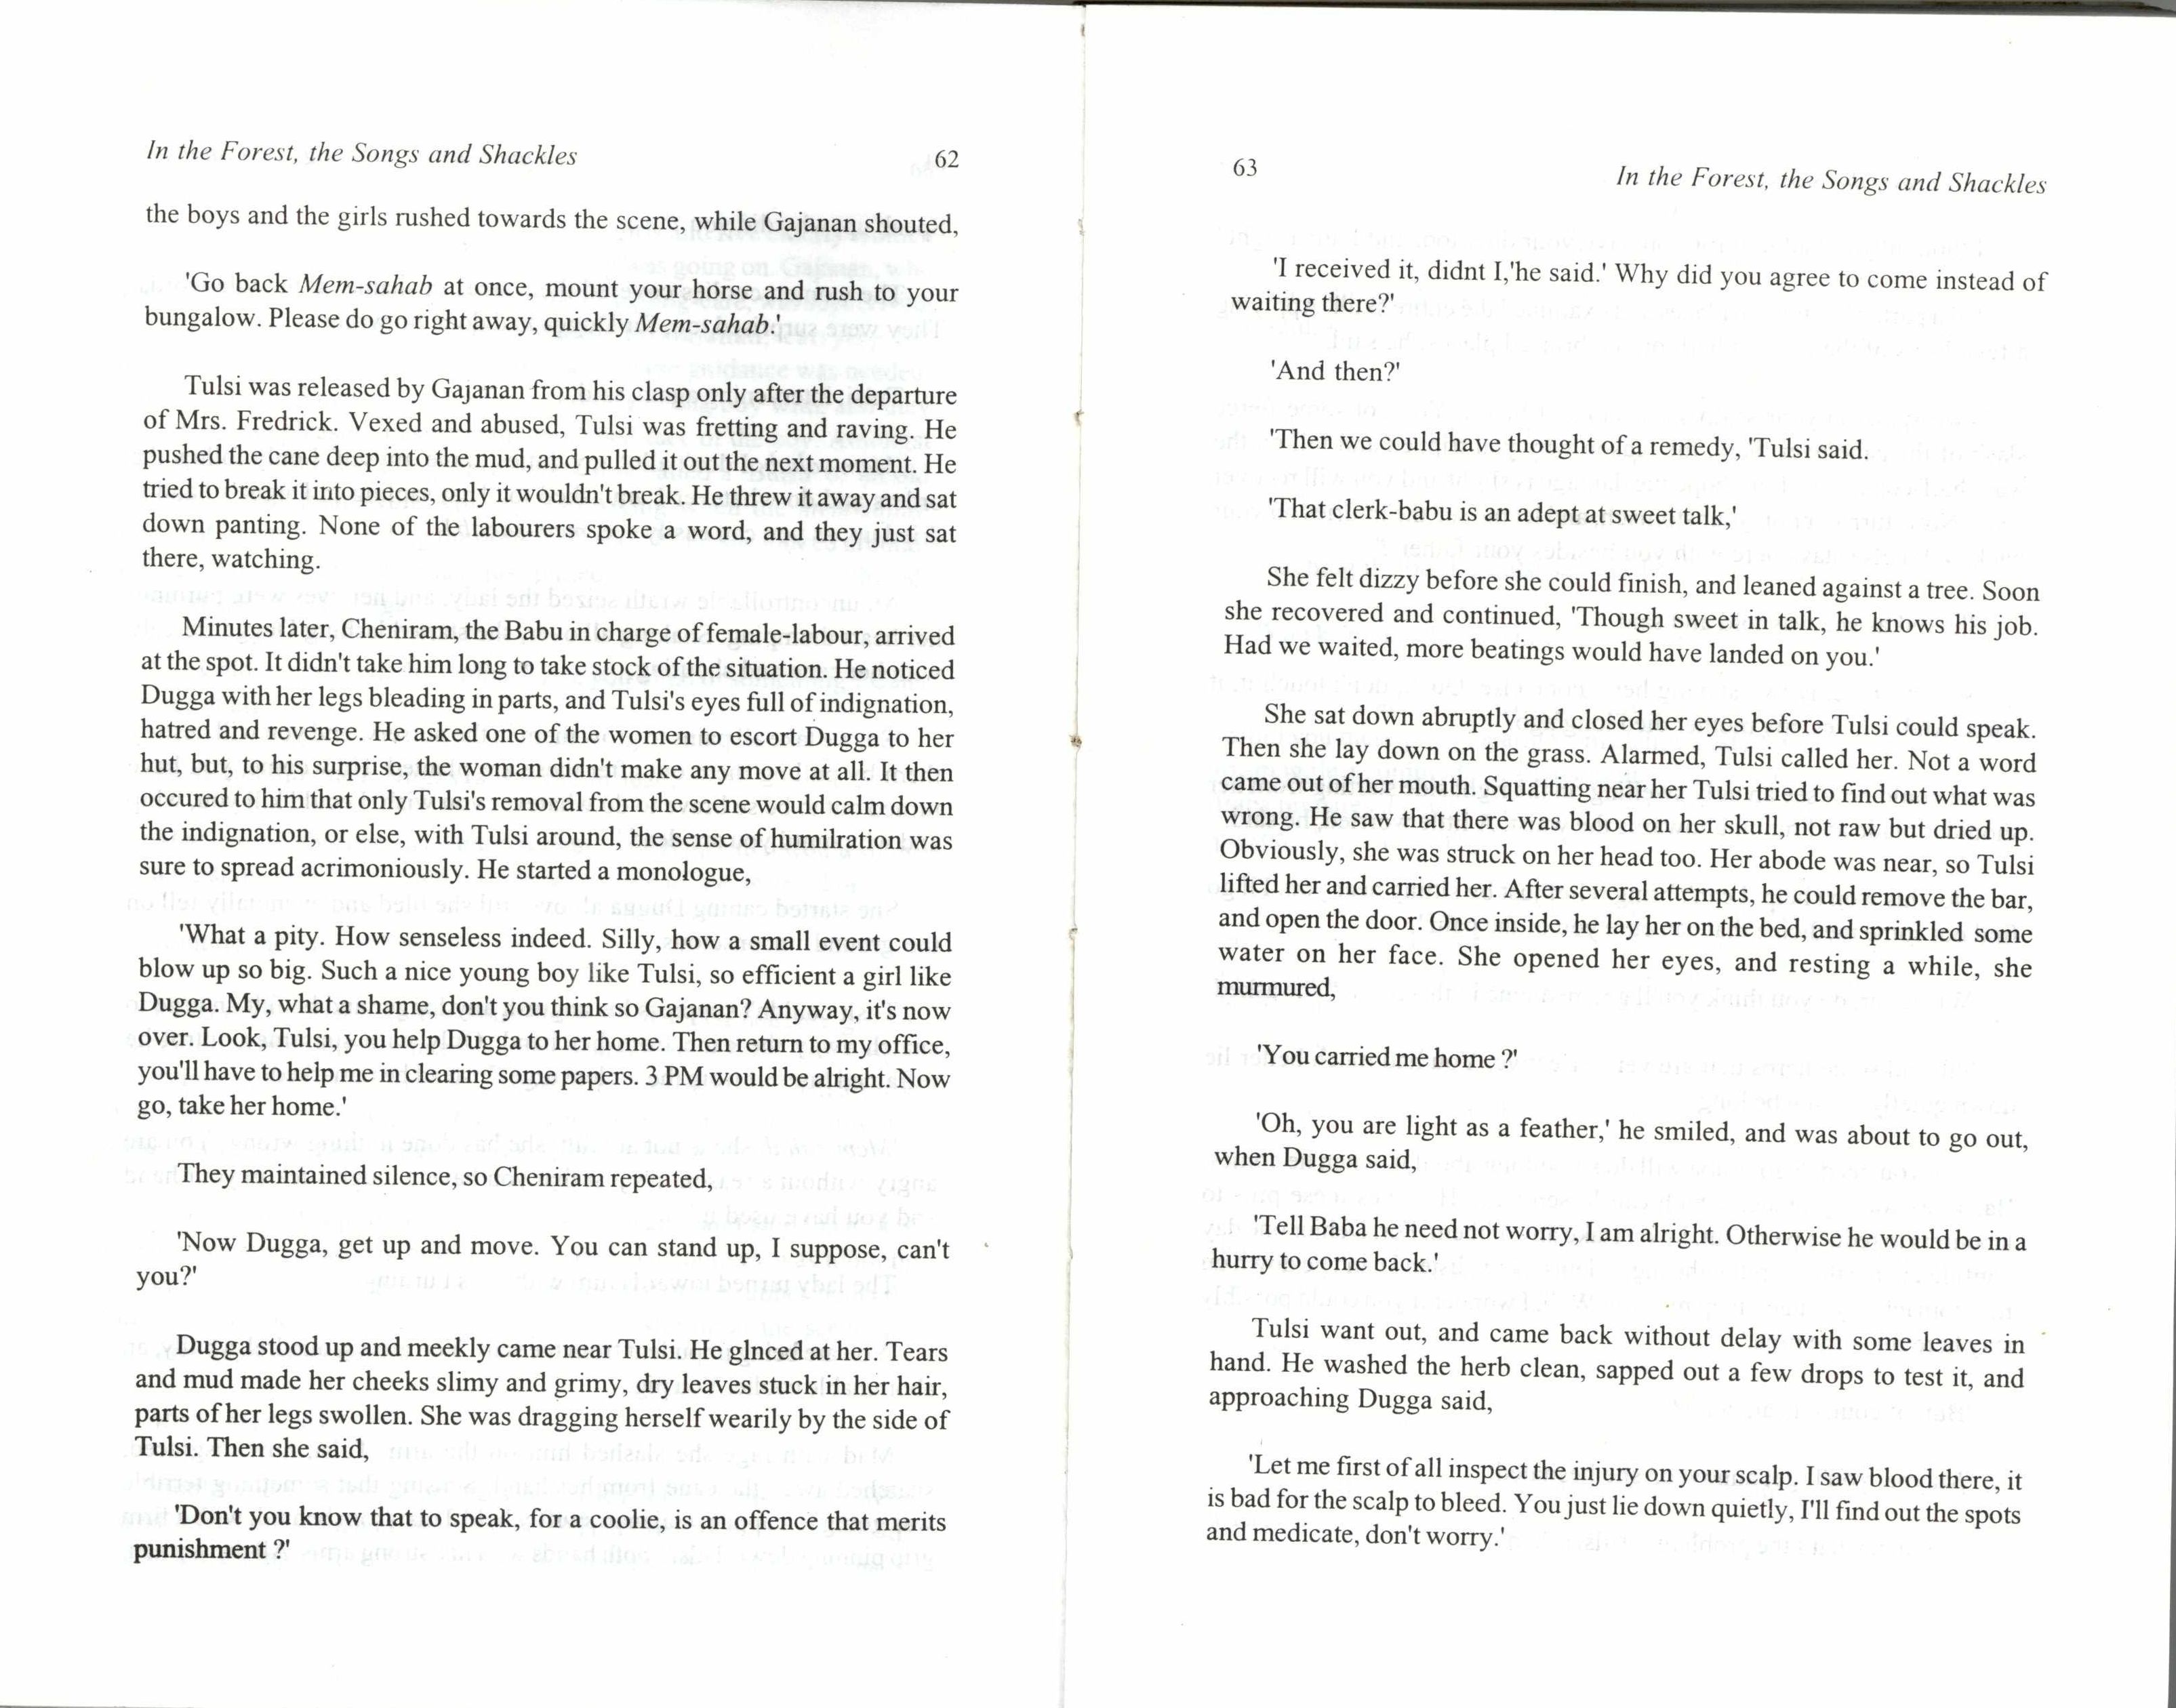 In the Forest, the Songs and Shackles 62
the boys and the girls rushed towards the scene, while Gajanan shouted,
'Go back Mem-sahab at once, mount your horse and rush to your
bungalow. Please do go right away, quickly Mem-sahab.'
Tulsi was released by Gajanan from his clasp only after the departure
of Mrs. Fredrick. Vexed and abused, Tulsi was fretting and raving. He
pushed the cane deep into the mud, and pulled it out the next moment. He
tried to break it into pieces, only it wouldn't break. He threw it away and sat
down panting. None of the labourers spoke a word, and they just sat
there, watching.
Minutes later, Cheniram, the Babu in charge of female-labour, arrived
at the spot. It didn't take him long to take stock of the situation. He noticed
Dugga with her legs bleading in parts, and Tulsi's eyes full of indignation,
hatred and revenge. He asked one of the women to escort Dugga to her
hut, but, to his surprise, the woman didn't make any move at all. It then
occured to him that only Tulsi's removal from the scene would calm down
the indignation, or else, with Tulsi around, the sense of humilration was
sure to spread acrimoniously. He started a monologue,
'What a pity. How senseless indeed. Silly, how a small event could
blow up so big. Such a nice young boy like Tulsi, so efficient a girl like
Dugga. My, what a shame, don't you think so Gajanan? Anyway, it's now
over. Look, Tulsi, you help Dugga to her home. Then return to my office,
you'll have to help me in clearing some papers. 3 PM would be alright. Now
go, take her home.'
They maintained silence, so Cheniram repeated,
'Now Dugga, get up and move. You can stand up, I suppose, can't
you?'
Dugga stood up and meekly came near Tulsi. He glnced at her. Tears
and mud made her cheeks slimy and grimy, dry leaves stuck in her hair,
parts of her legs swollen. She was dragging herself wearily by the side of
Tulsi. Then she said,
'Don't you know that to speak, for a coolie, is an offence that merits
punishment ?'
63 In the Forest, the Songs and Shackles
'I received it, didnt I,'he said.' Why did you agree to come instead of
waiting there?'
'And then?'
'Then we could have thought of a remedy, 'Tulsi said.
'That clerk-babu is an adept at sweet talk,'
She felt dizzy before she could finish, and leaned against a tree. Soon
she recovered and continued, 'Though sweet in talk, he knows his job.
Had we waited, more beatings would have landed on you.'
She sat down abruptly and closed her eyes before Tulsi could speak.
Then she lay down on the grass. Alarmed, Tulsi called her. Not a word
came out of her mouth. Squatting near her Tulsi tried to find out what was
wrong. He saw that there was blood on her skull, not raw but dried up.
Obviously, she was struck on her head too. Her abode was near, so Tulsi
lifted her and carried her. After several attempts, he could remove the bar,
and open the door. Once inside, he lay her on the bed, and sprinkled some
water on her face. She opened her eyes, and resting a while, she
murmured,
'You carried me home ?'
'Oh, you are light as a feather,' he smiled, and was about to go out,
when Dugga said,
'Tell Baba he need not worry, I am alright. Otherwise he would be in a
hurry to come back.'
Tulsi want out, and came back without delay with some leaves in
hand. He washed the herb clean, sapped out a few drops to test it, and
approaching Dugga said,
'Let me first of all inspect the injury on your scalp. I saw blood there, it
is bad for the scalp to bleed. You just lie down quietly, I'll find out the spots
and medicate, don't worry.'